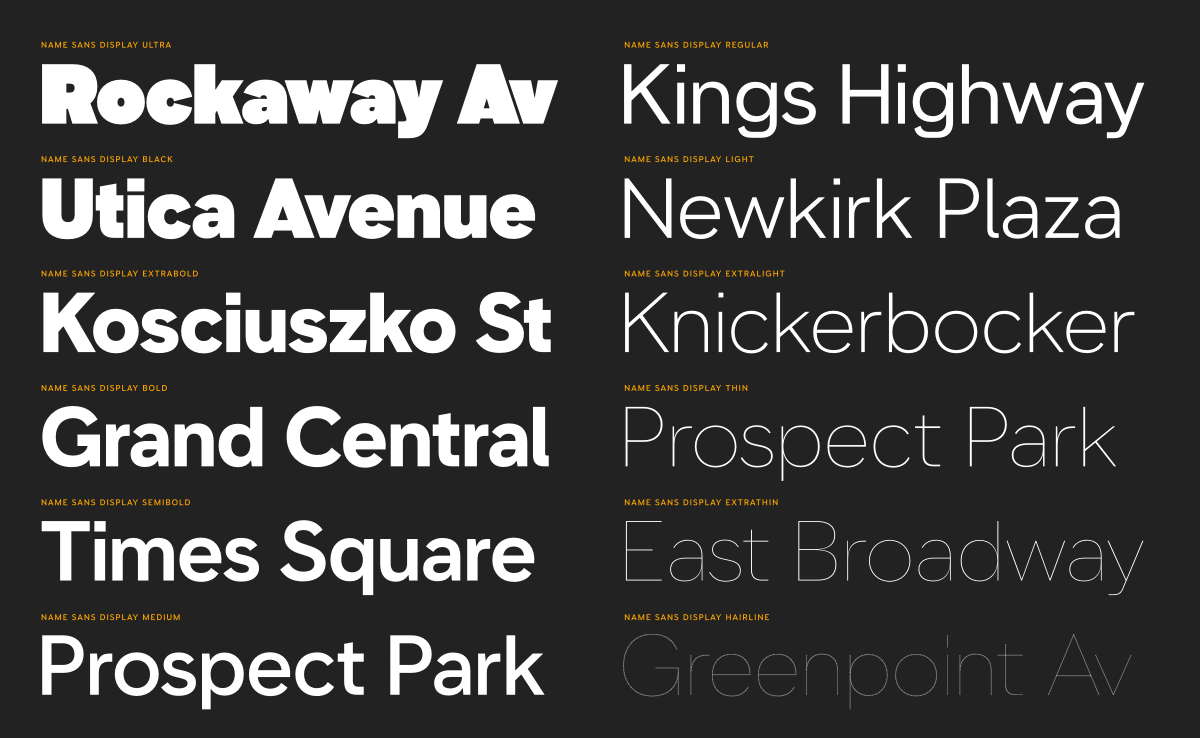 NAME SANS DISPLAY ULTRA
Rockaway Av
NAME SANS DISPLAY BLACK
Utica Avenue
NAME SANS DISPLAY EXTRABOLD
Kosciuszko St
NAME SANS DISPLAY BOLD
Grand Central
NAME SANS DISPLAY SEMIBOLD
Times Square
NAME SANS DISPLAY MEDIUM
Prospect Park
NAME SANS DISPLAY REGULAR
Kings Highway
NAME SANS DISPLAY LIGHT
Newkirk Plaza
NAME SANS DISPLAY EXTRALIGHT
Knickerbocker
NAME SANS DISPLAY THIN
Prospect Park
NAME SANS DISPLAY EXTRATHIN
East Broadway
NAME SANS DISPLAY HAIRLINE
Greenpoint Av